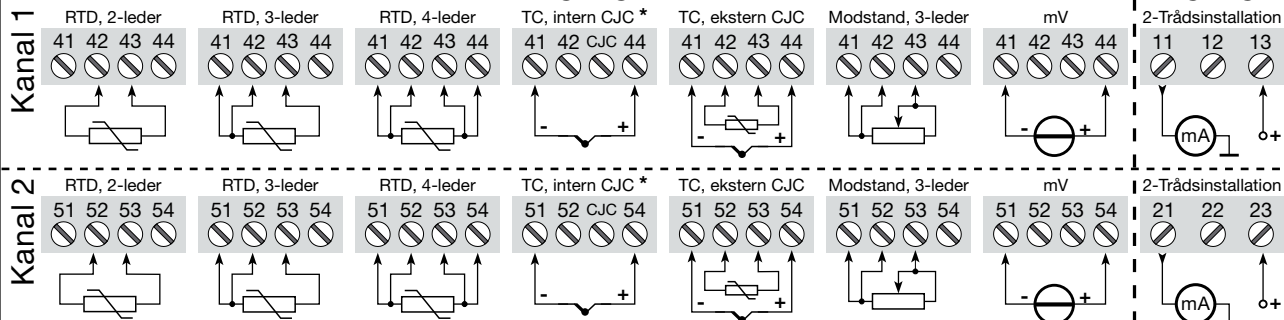 Kanal 1
RTD, 2-leder RTD, 3-leder RTD, 4-leder TC, intern CJC * TC, ekstern CJC Modstand, 3-leder mV 2-Trådsinstallation
41 42 43 44 41 42 43 44 41 42 43 44 41 42 CJC 44 41 42 43 44 41 42 43 44 41 42 43 44 11 12 13
- + - + - + mA +
Kanal 2
RTD, 2-leder RTD, 3-leder RTD, 4-leder TC, intern CJC * TC, ekstern CJC Modstand, 3-leder mV 2-Trådsinstallation
51 52 53 54 51 52 53 54 51 52 53 54 51 52 CJC 54 51 52 53 54 51 52 53 54 51 52 53 54 21 22 23
- + - + - + mA +